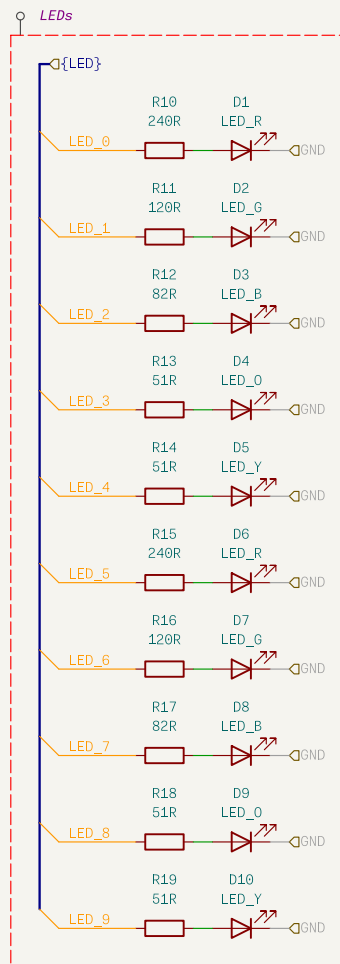 LEDs
{LED}
R10 D1
240R LED_R
LED_0 GND
R11 D2
120R LED_G
LED_1 GND
R12 D3
82R LED_B
LED_2 GND
R13 D4
51R LED_O
LED_3 GND
R14 D5
51R LED_Y
LED_4 GND
R15 D6
240R LED_R
LED_5 GND
R16 D7
120R LED_G
LED_6 GND
R17 D8
82R LED_B
LED_7 GND
R18 D9
51R LED_O
LED_8 GND
R19 D10
51R LED_Y
LED_9 GND